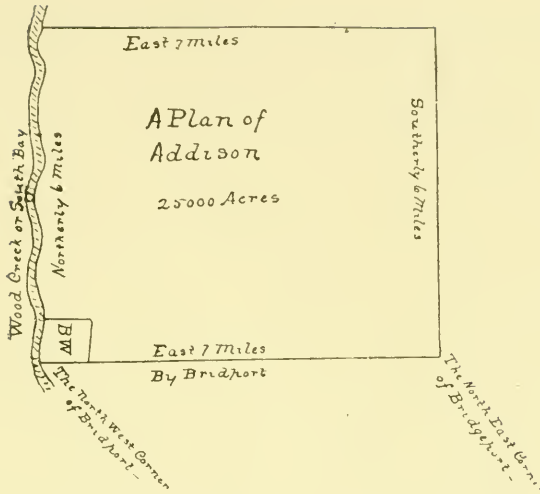 East 7 Miles
A Plan of
Addison
25000 Acres
Wood Creek or South Bay
Northerly 6 Miles
Southerly 6 Miles
BW
East 7 Miles
By Bridport
The North West Corner
of Bridport -
The North East Corner
of Bridgeport -